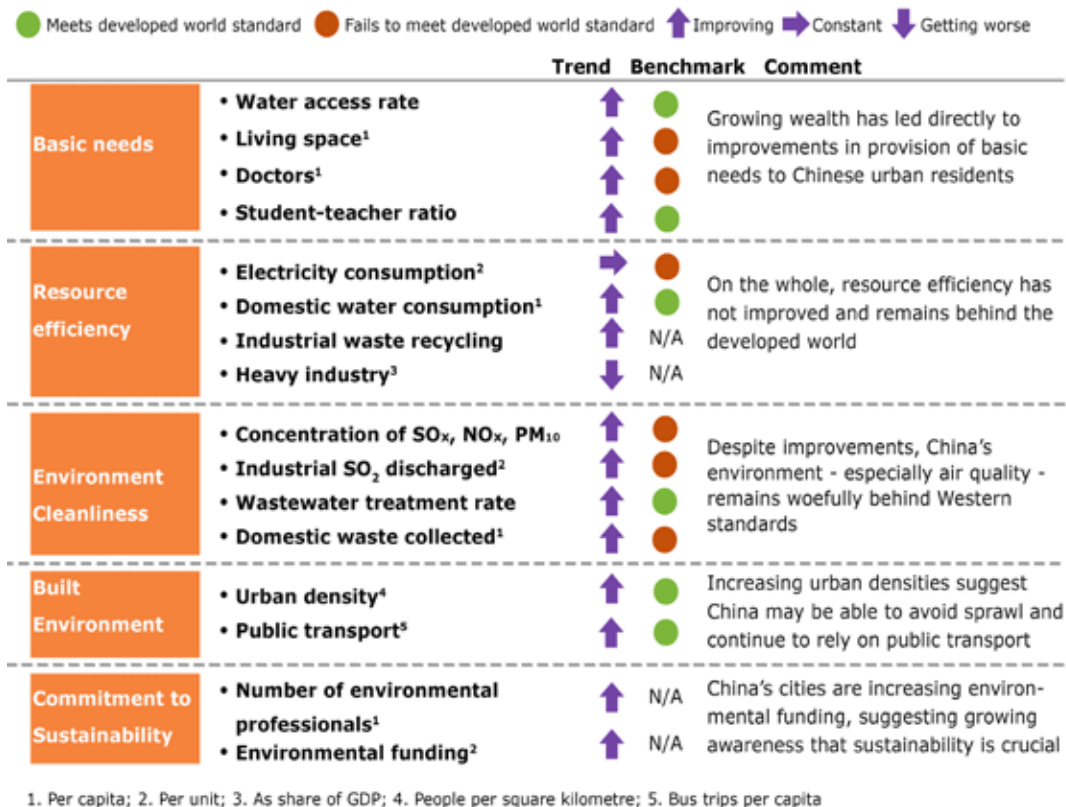 Meets developed world standard Fails to meet developed world standard Improving Constant Getting worse
Trend Benchmark Comment
Basic needs
• Water access rate
• Living space¹
• Doctors¹
• Student-teacher ratio
Growing wealth has led directly to
improvements in provision of basic
needs to Chinese urban residents
Resource
efficiency
• Electricity consumption²
• Domestic water consumption¹
• Industrial waste recycling N/A
• Heavy industry³ N/A
On the whole, resource efficiency has
not improved and remains behind the
developed world
Environment
Cleanliness
• Concentration of SOₓ, NOₓ, PM₁₀
• Industrial SO₂ discharged²
• Wastewater treatment rate
• Domestic waste collected¹
Despite improvements, China's
environment - especially air quality -
remains woefully behind Western
standards
Built
Environment
• Urban density⁴
• Public transport⁵
Increasing urban densities suggest
China may be able to avoid sprawl and
continue to rely on public transport
Commitment to
Sustainability
• Number of environmental
professionals¹ N/A
• Environmental funding² N/A
China's cities are increasing environ-
mental funding, suggesting growing
awareness that sustainability is crucial
1. Per capita; 2. Per unit; 3. As share of GDP; 4. People per square kilometre; 5. Bus trips per capita